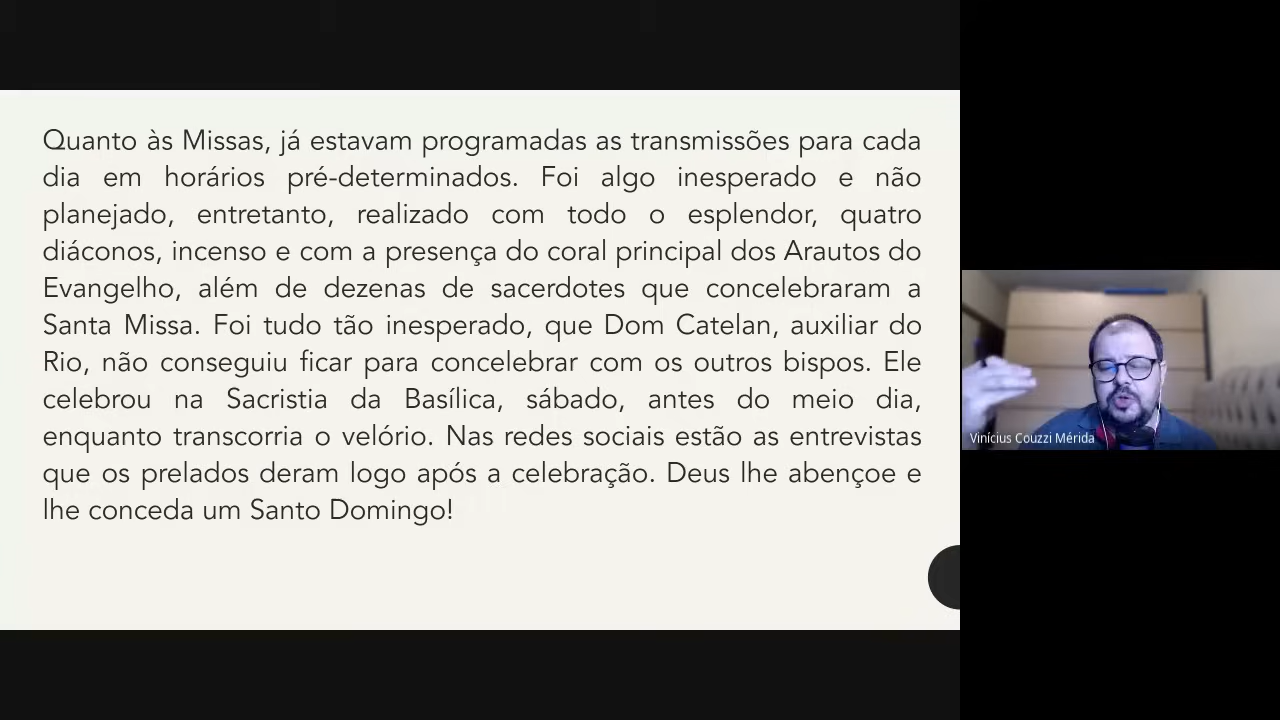 Quanto às Missas, já estavam programadas as transmissões para cada
dia em horários pré-determinados. Foi algo inesperado e não
planejado, entretanto, realizado com todo o esplendor, quatro
diáconos, incenso e com a presença do coral principal dos Arautos do
Evangelho, além de dezenas de sacerdotes que concelebraram a
Santa Missa. Foi tudo tão inesperado, que Dom Catelan, auxiliar do
Rio, não conseguiu ficar para concelebrar com os outros bispos. Ele
celebrou na Sacristia da Basílica, sábado, antes do meio dia,
enquanto transcorria o velório. Nas redes sociais estão as entrevistas
que os prelados deram logo após a celebração. Deus lhe abençoe e
lhe conceda um Santo Domingo!
Vinícius Couzzi Mérida